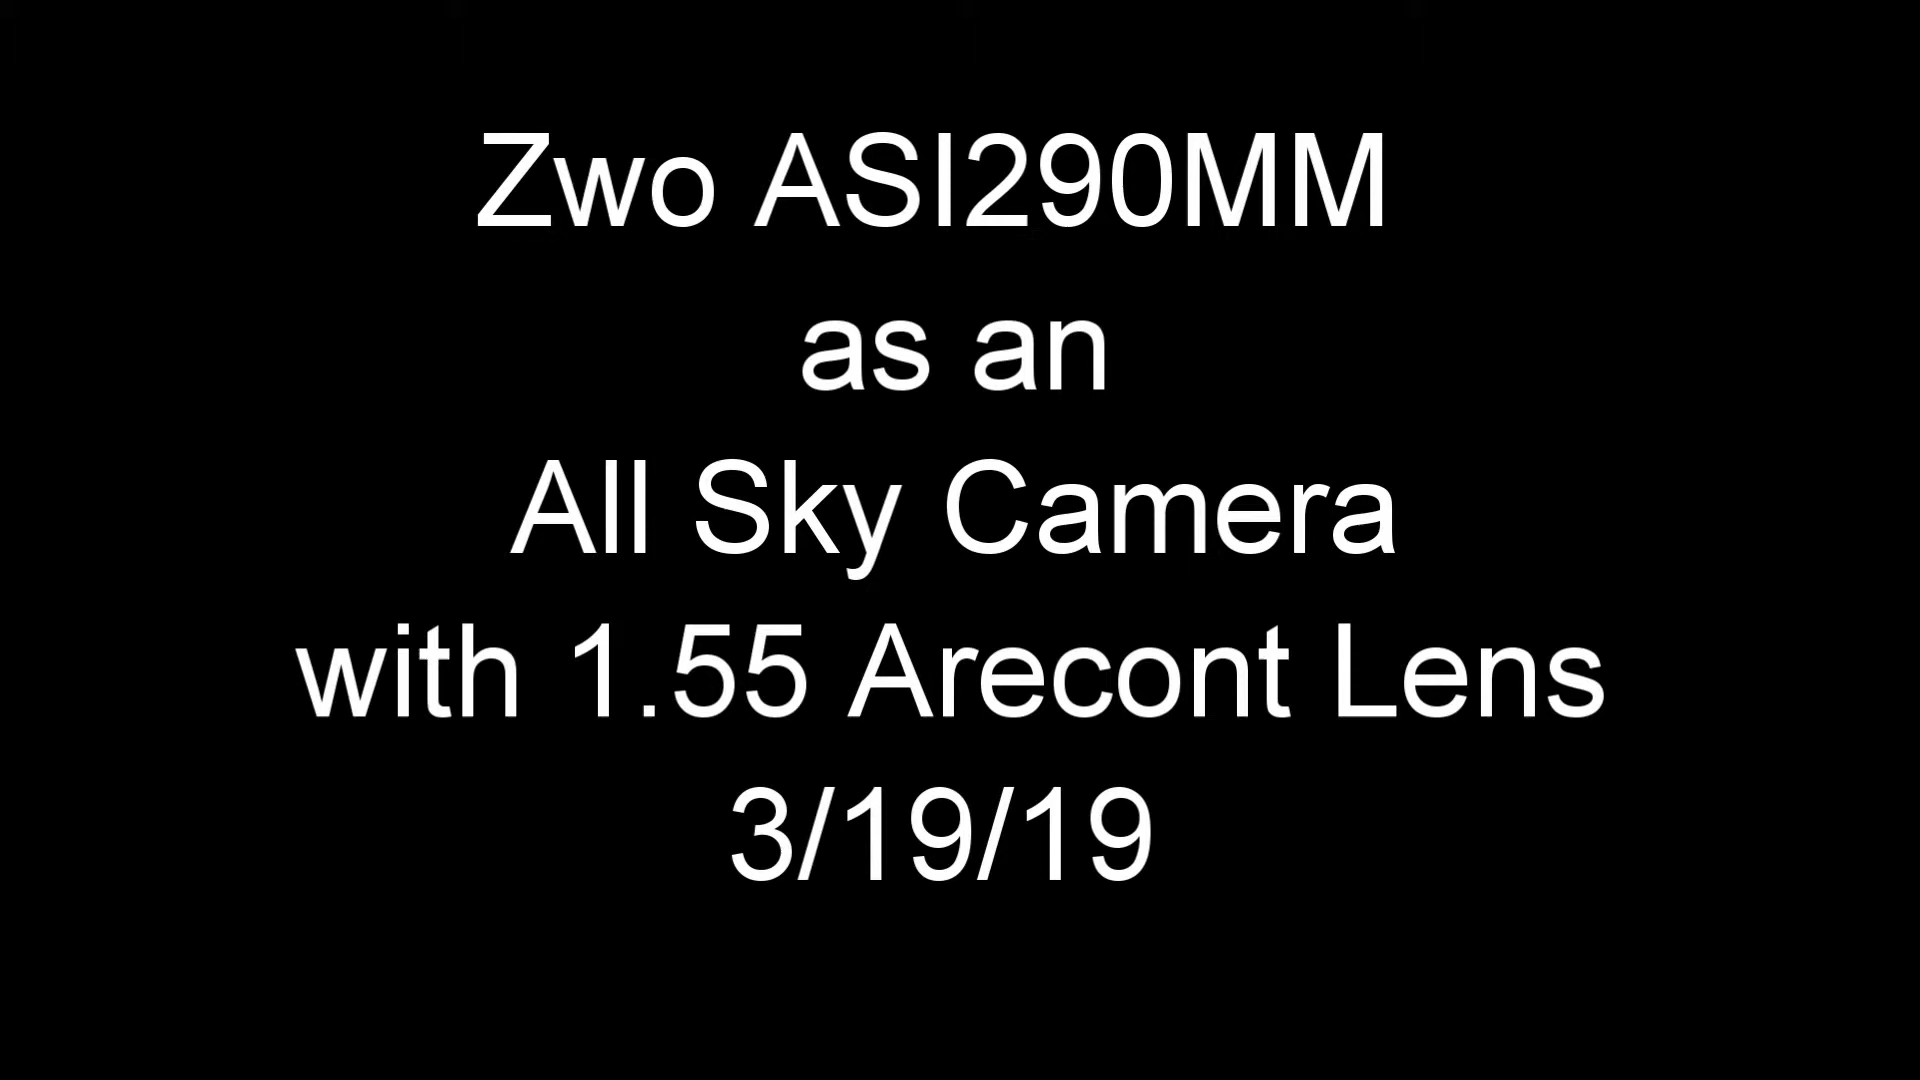 Zwo ASI290MM
as an
All Sky Camera
with 1.55 Arecont Lens
3/19/19